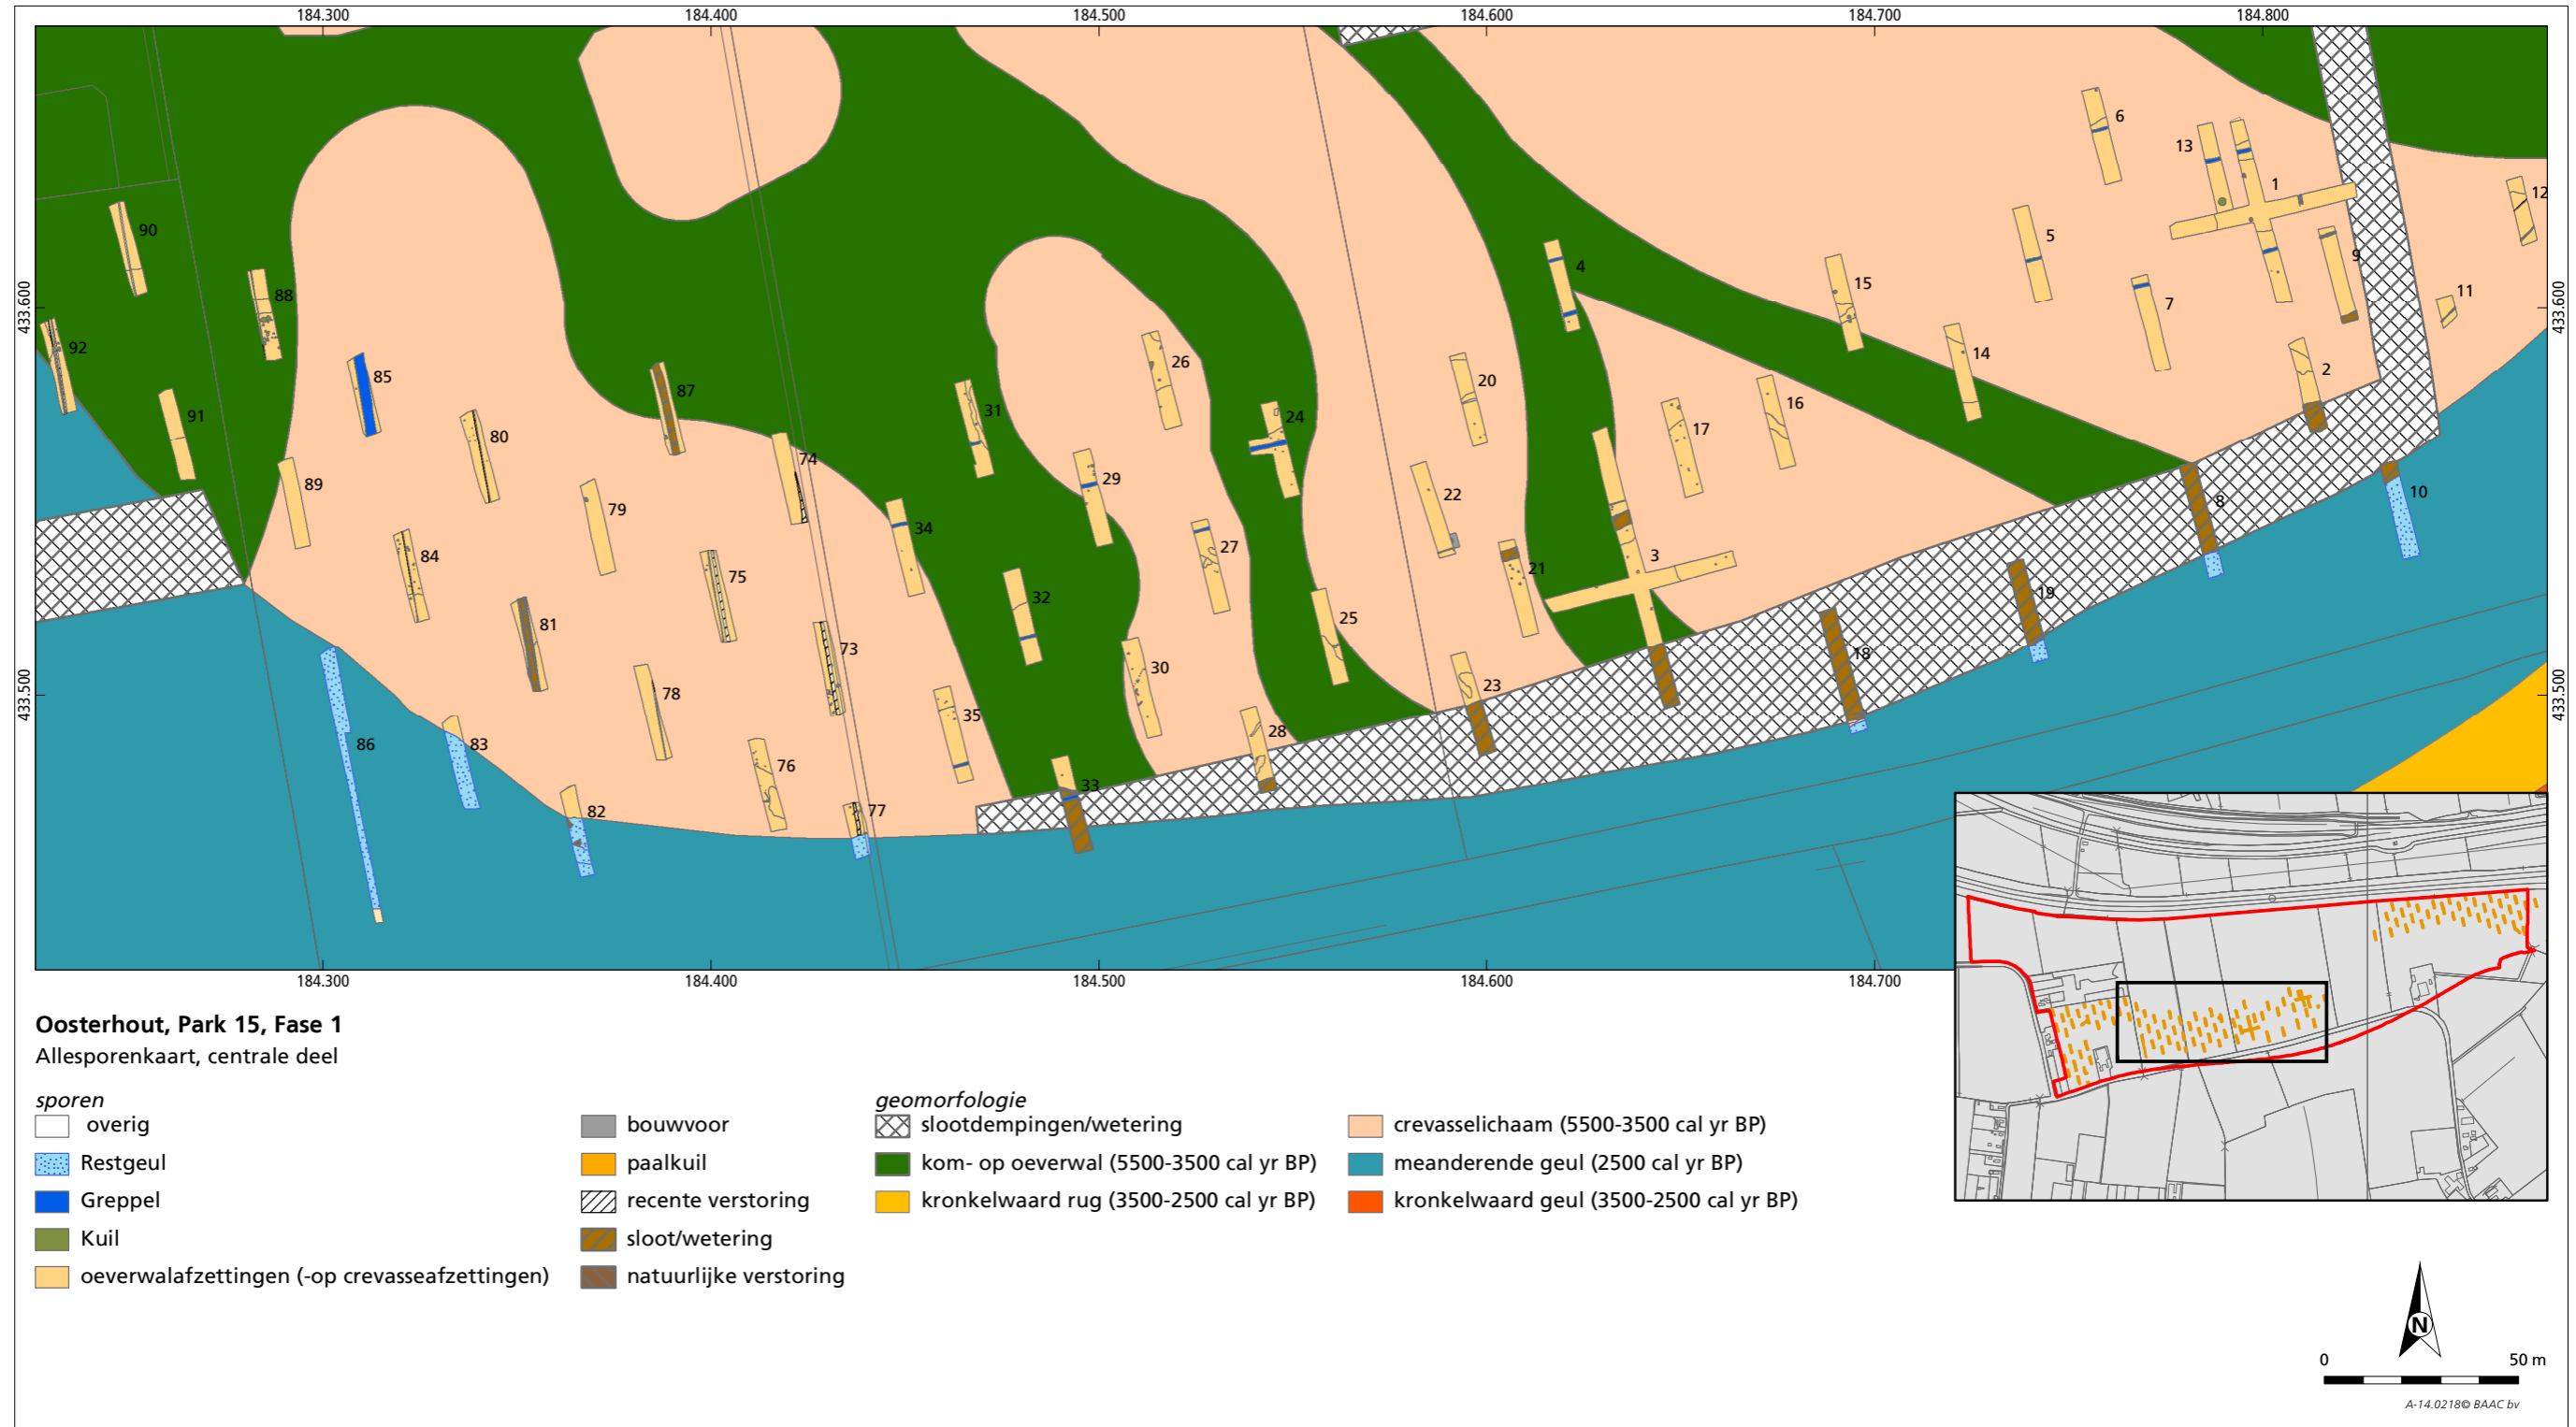 184.300 184.400 184.500 184.600 184.700 184.800
6
13
1
12
90
5
4
88
15
9
11
433.600 433.600
7
92
14
26
2
85
20
87
16
31
91
24
17
80
74
29
89
22
10
8
79
34
27
84
3
21
75
19
32
25
81
73
18
30
23
78
433.500 433.500
35
28
86
83
76
33
82
77
184.300 184.400 184.500 184.600 184.700
Oosterhout, Park 15, Fase 1
Allesporenkaart, centrale deel
sporen
overig
Restgeul
Greppel
Kuil
oeverwalafzettingen (-op crevasseafzettingen)
bouwvoor
paalkuil
recente verstoring
sloot/wetering
natuurlijke verstoring
geomorfologie
slootdempingen/wetering
kom- op oeverwal (5500-3500 cal yr BP)
kronkelwaard rug (3500-2500 cal yr BP)
crevasselichaam (5500-3500 cal yr BP)
meanderende geul (2500 cal yr BP)
kronkelwaard geul (3500-2500 cal yr BP)
N
0 50 m
A-14.0218© BAAC bv